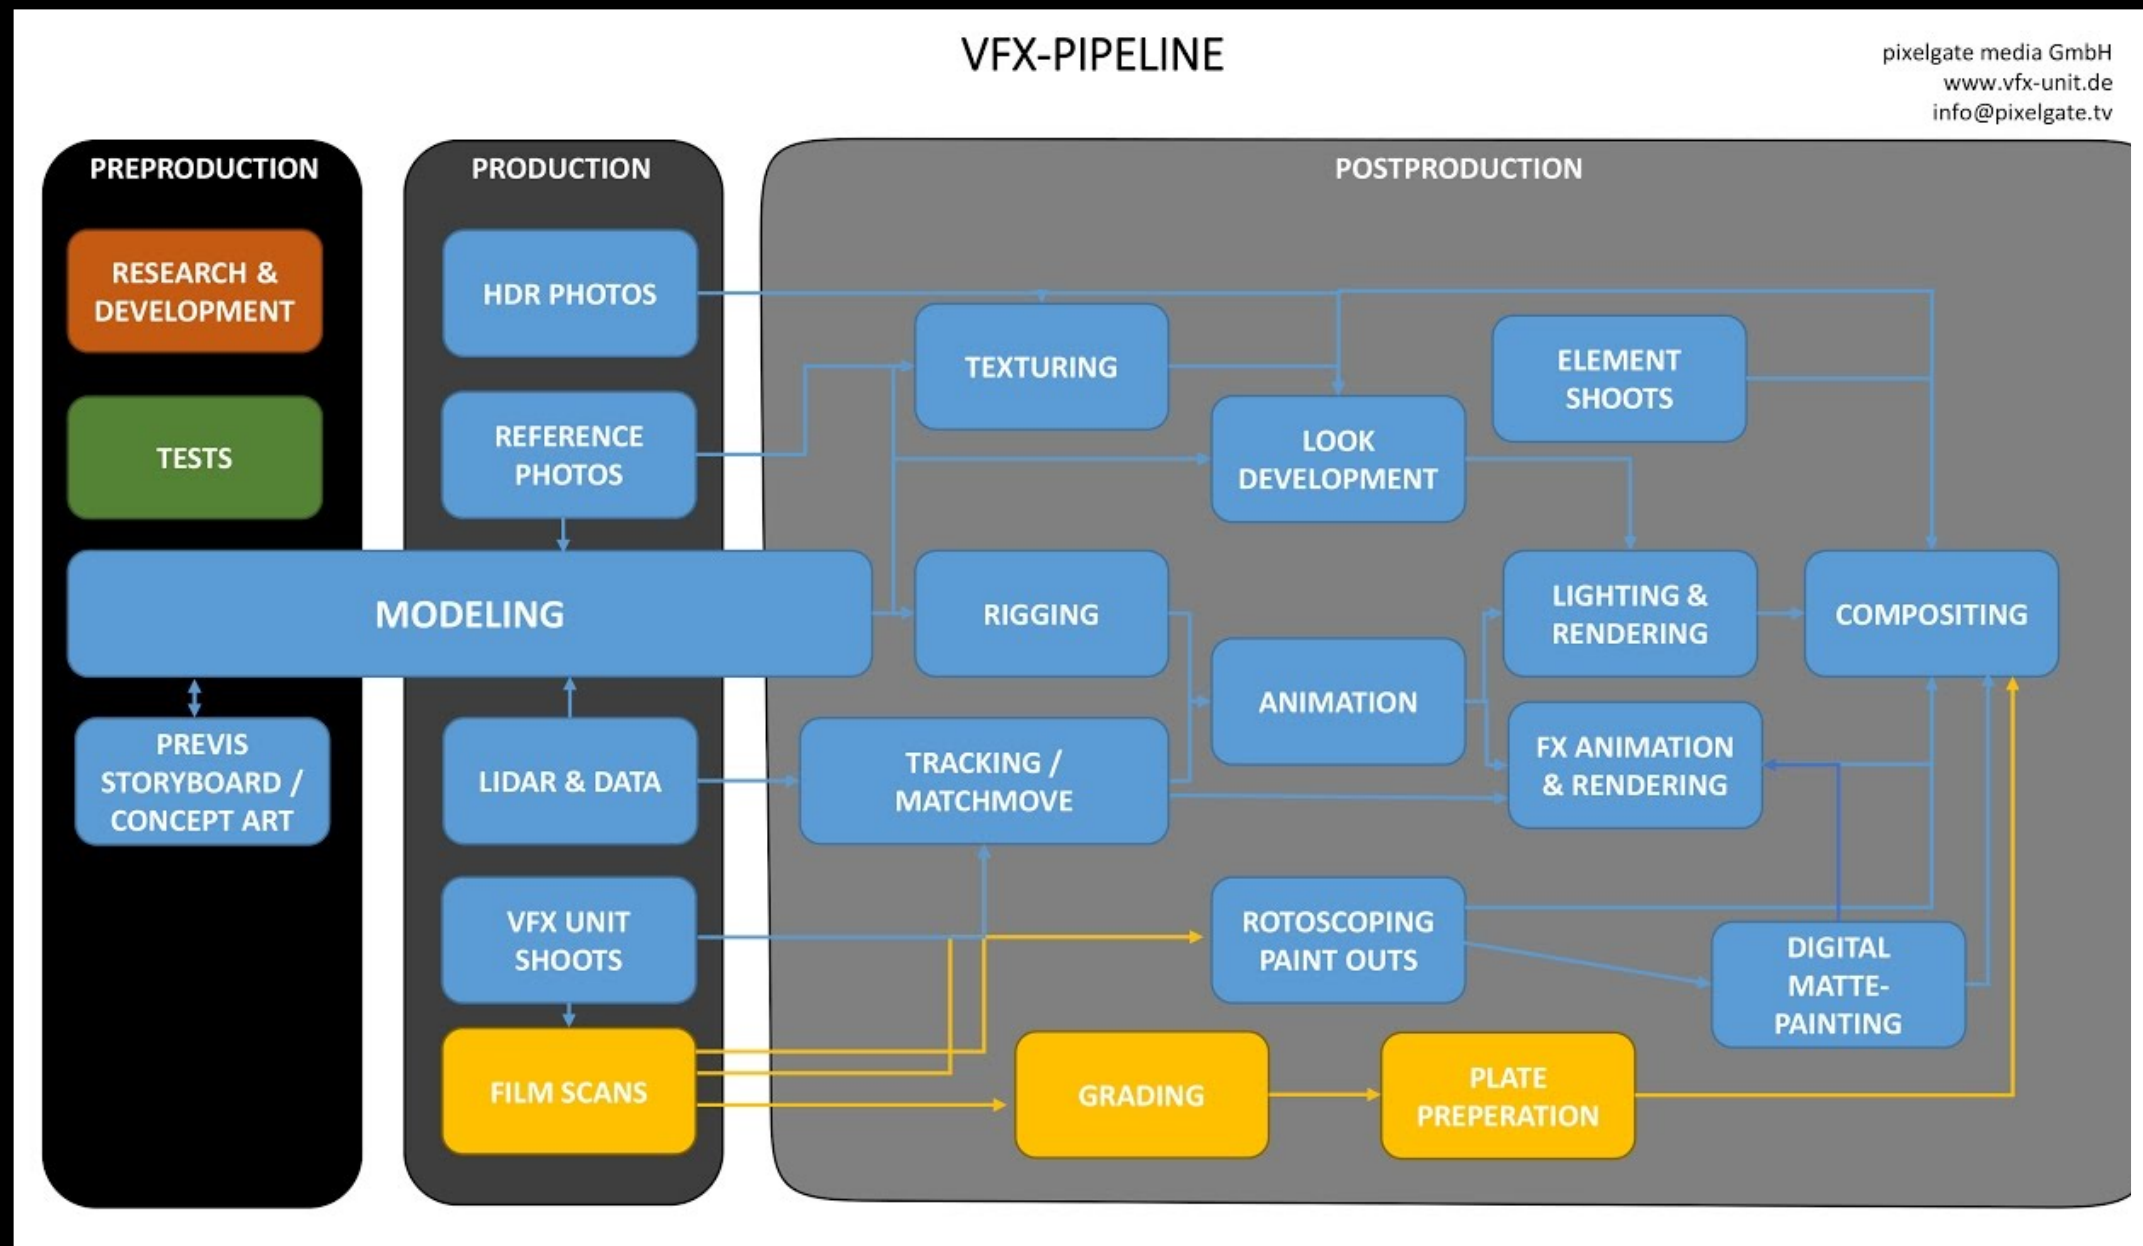 VFX-PIPELINE
pixelgate media GmbH
www.vfx-unit.de
info@pixelgate.tv
PREPRODUCTION
RESEARCH &
DEVELOPMENT
TESTS
MODELING
PREVIS
STORYBOARD /
CONCEPT ART
PRODUCTION
HDR PHOTOS
REFERENCE
PHOTOS
LIDAR & DATA
VFX UNIT
SHOOTS
FILM SCANS
POSTPRODUCTION
TEXTURING
ELEMENT
SHOOTS
LOOK
DEVELOPMENT
RIGGING
LIGHTING &
RENDERING
COMPOSITING
ANIMATION
TRACKING /
MATCHMOVE
FX ANIMATION
& RENDERING
ROTOSCOPING
PAINT OUTS
DIGITAL
MATTE-
PAINTING
GRADING
PLATE
PREPERATION